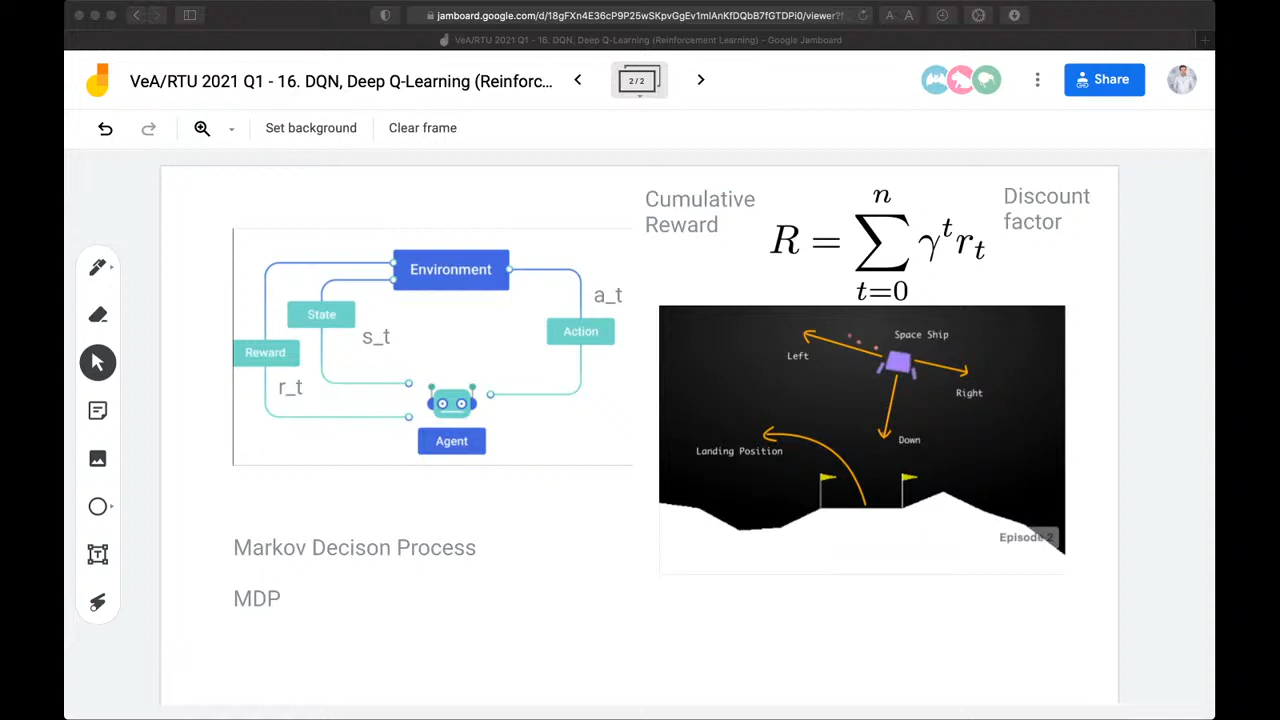 jamboard.google.com/d/18gFXn4E36cP9P25wSKpvGgEv1mlAnKfDQbB7fGTDPi0/viewer?f
A A
VeA/RTU 2021 Q1 - 16. DQN, Deep Q-Learning (Reinforcement Learning) – Google Jamboard
VeA/RTU 2021 Q1 - 16. DQN, Deep Q-Learning (Reinforc...
2/2
Share
Set background
Clear frame
Cumulative
Reward
R = ∑ γ^t r_t
n
t=0
Discount
factor
Environment
State
s_t
a_t
Action
Reward
r_t
Agent
Space Ship
Left
Right
Down
Landing Position
Episode 2
Markov Decison Process
MDP